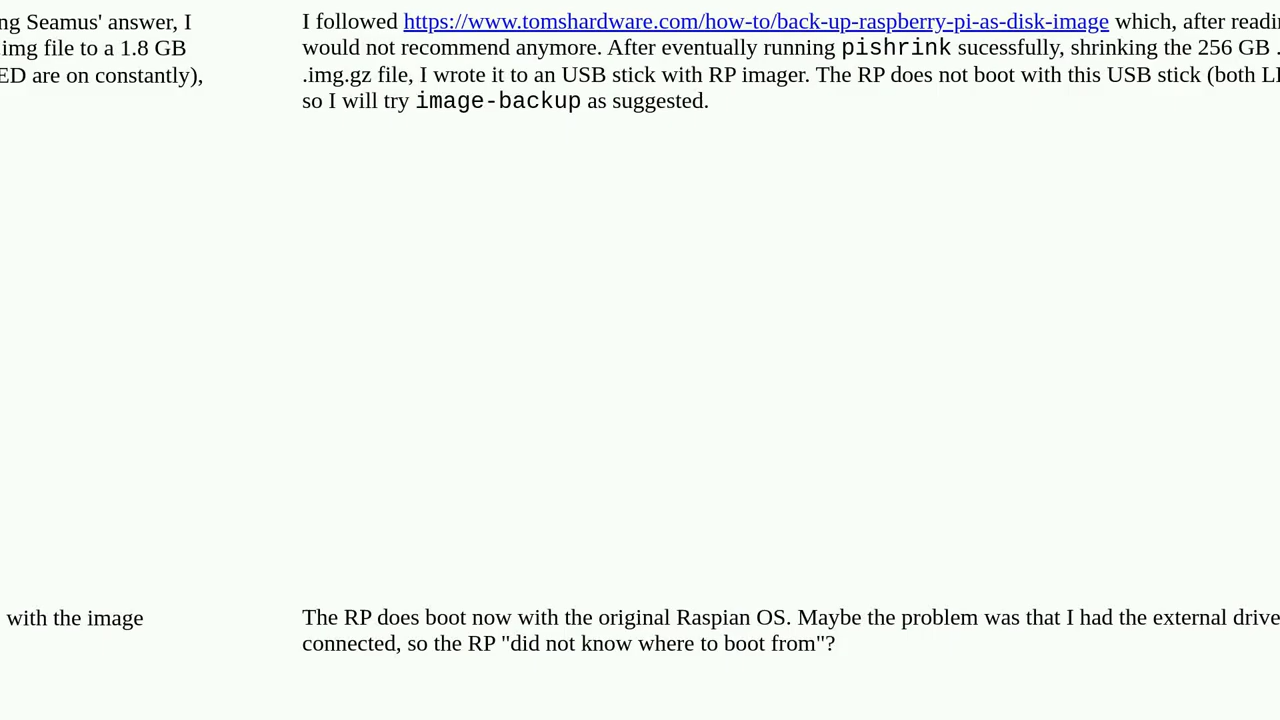 ng Seamus' answer, I
img file to a 1.8 GB
ED are on constantly),
I followed https://www.tomshardware.com/how-to/back-up-raspberry-pi-as-disk-image which, after readi
would not recommend anymore. After eventually running pishrink sucessfully, shrinking the 256 GB .
.img.gz file, I wrote it to an USB stick with RP imager. The RP does not boot with this USB stick (both L
so I will try image-backup as suggested.
with the image
The RP does boot now with the original Raspian OS. Maybe the problem was that I had the external drive
connected, so the RP "did not know where to boot from"?